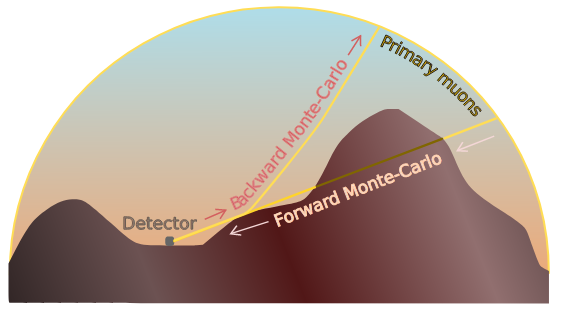 Primary muons
Backward Monte-Carlo
Forward Monte-Carlo
Detector